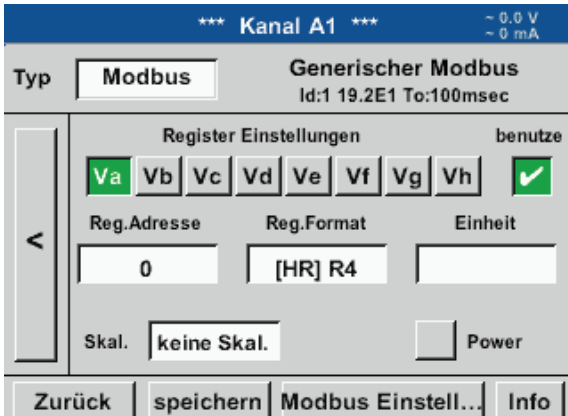 *** Kanal A1 ***
~ 0.0 V
~ 0 mA
Typ
Modbus
Generischer Modbus
Id:1 19.2E1 To:100msec
Register Einstellungen
benutze
Va Vb Vc Vd Ve Vf Vg Vh
<
Reg.Adresse Reg.Format Einheit
0 [HR] R4
Skal. keine Skal. Power
Zurück speichern Modbus Einstell... Info